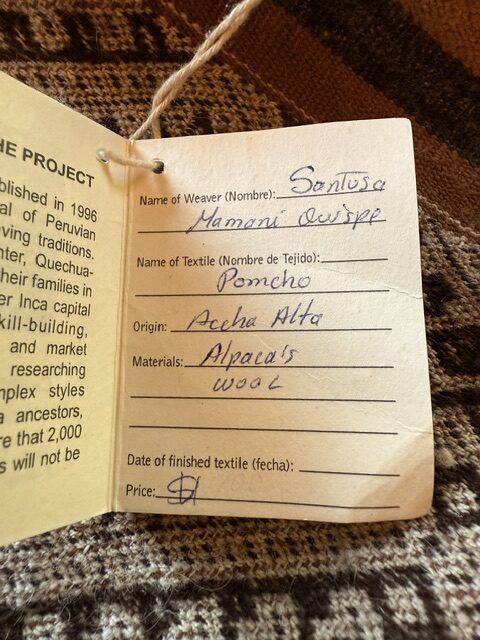 HE PROJECT
blished in 1996
al of Peruvian
ving traditions.
nter, Quechua-
heir families in
er Inca capital
kill-building,
and market
researching
mplex styles
a ancestors,
re that 2,000
s will not be
Name of Weaver (Nombre): Santusa
Mamani Quispe
Name of Textile (Nombre de Tejido):
Pomcho
Origin: Accha Alta
Materials: Alpaca's
wool
Date of finished textile (fecha):
Price: